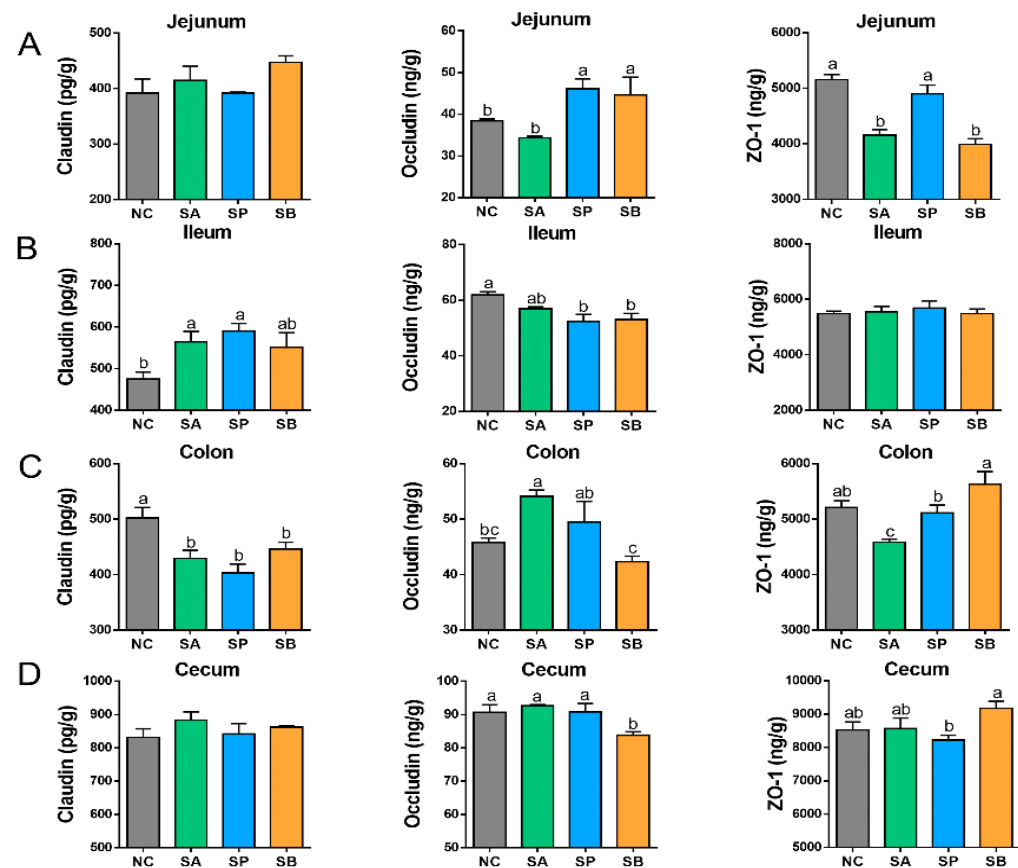 A
Jejunum
Claudin (pg/g)
500
400
300
200
NC SA SP SB
Jejunum
Occludin (ng/g)
60
50
40
30
20
b b a a
NC SA SP SB
Jejunum
ZO-1 (ng/g)
6000
5000
4000
3000
a b a b
NC SA SP SB
B
Ileum
Claudin (pg/g)
800
700
600
500
400
b a a ab
NC SA SP SB
Ileum
Occludin (ng/g)
80
60
40
20
a ab b b
NC SA SP SB
Ileum
ZO-1 (ng/g)
8000
6000
4000
2000
NC SA SP SB
C
Colon
Claudin (pg/g)
600
500
400
300
a b b b
NC SA SP SB
Colon
Occludin (ng/g)
60
50
40
30
bc a ab c
NC SA SP SB
Colon
ZO-1 (ng/g)
6000
5000
4000
3000
ab c b a
NC SA SP SB
D
Cecum
Claudin (pg/g)
1000
900
800
700
600
500
NC SA SP SB
Cecum
Occludin (ng/g)
100
90
80
70
60
50
a a a b
NC SA SP SB
Cecum
ZO-1 (ng/g)
10000
9000
8000
7000
6000
5000
ab ab b a
NC SA SP SB